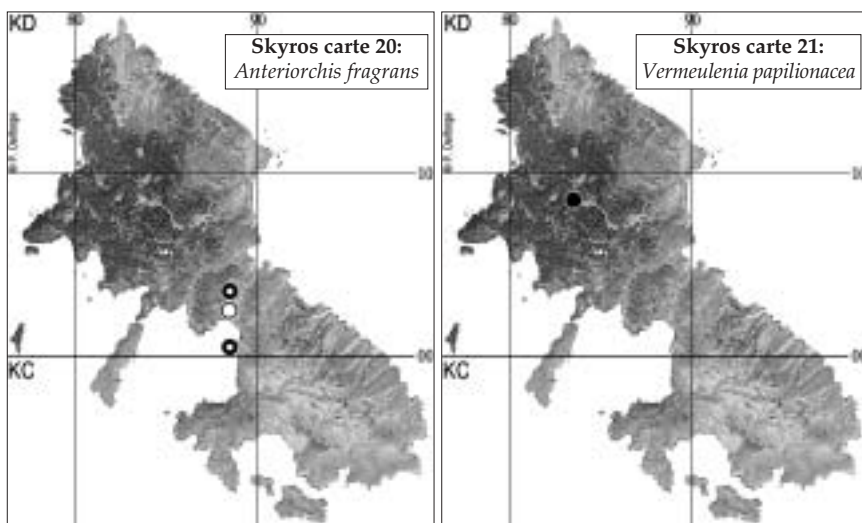 KD
80
90
Skyros carte 20:
Anteriorchis fragrans
10
00
KC
KD
80
90
Skyros carte 21:
Vermeulenia papilionacea
10
00
KC